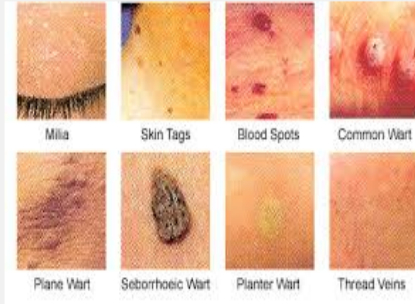 Milia
Skin Tags
Blood Spots
Common Wart
Plane Wart
Seborrhoeic Wart
Planter Wart
Thread Veins